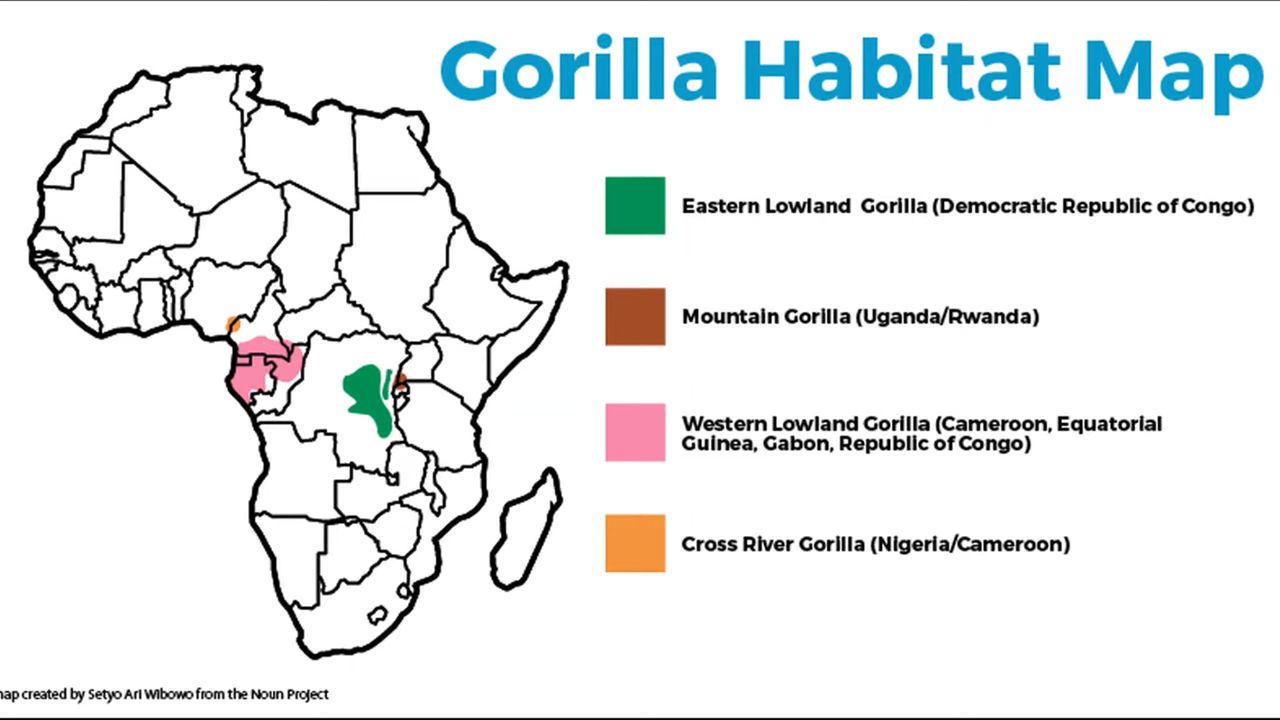 Gorilla Habitat Map
Eastern Lowland Gorilla (Democratic Republic of Congo)
Mountain Gorilla (Uganda/Rwanda)
Western Lowland Gorilla (Cameroon, Equatorial
Guinea, Gabon, Republic of Congo)
Cross River Gorilla (Nigeria/Cameroon)
map created by Setyo Ari Wibowo from the Noun Project